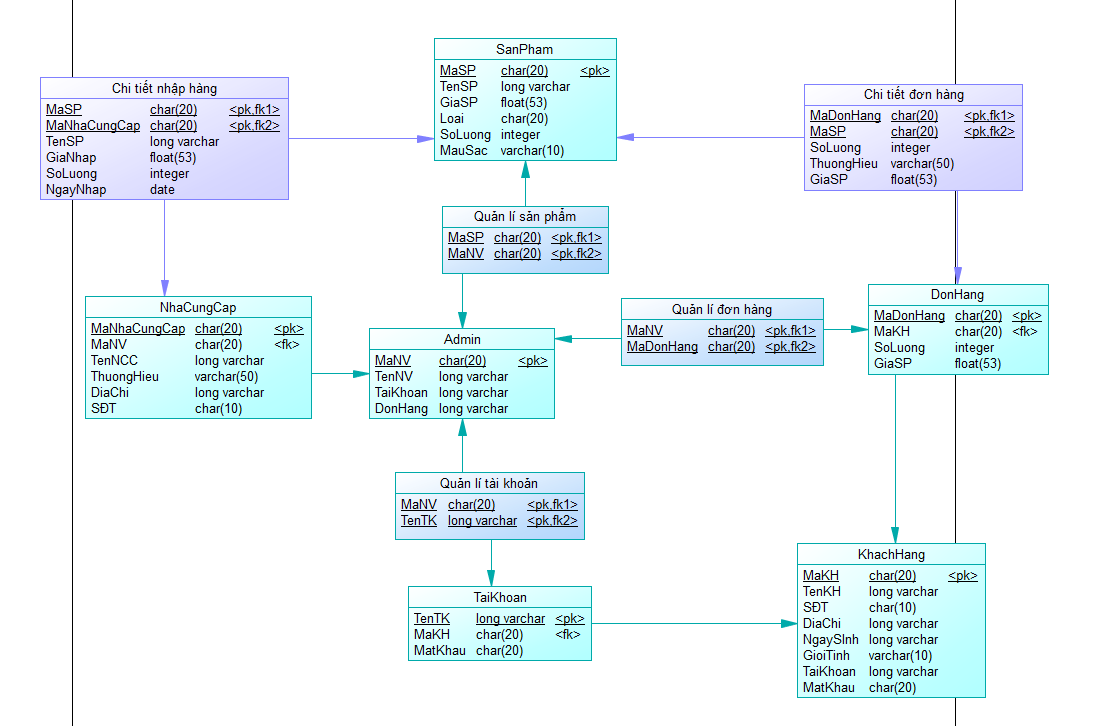 SanPham
MaSP char(20) <pk>
TenSP long varchar
GiaSP float(53)
Loai char(20)
SoLuong integer
MauSac varchar(10)
Chi tiết nhập hàng
MaSP char(20) <pk,fk1>
MaNhaCungCap char(20) <pk,fk2>
TenSP long varchar
GiaNhap float(53)
SoLuong integer
NgayNhap date
Chi tiết đơn hàng
MaDonHang char(20) <pk,fk1>
MaSP char(20) <pk,fk2>
SoLuong integer
ThuongHieu varchar(50)
GiaSP float(53)
Quản lí sản phẩm
MaSP char(20) <pk,fk1>
MaNV char(20) <pk,fk2>
NhaCungCap
MaNhaCungCap char(20) <pk>
MaNV char(20) <fk>
TenNCC long varchar
ThuongHieu varchar(50)
DiaChi long varchar
SĐT char(10)
Admin
MaNV char(20) <pk>
TenNV long varchar
TaiKhoan long varchar
DonHang long varchar
Quản lí đơn hàng
MaNV char(20) <pk,fk1>
MaDonHang char(20) <pk,fk2>
DonHang
MaDonHang char(20) <pk>
MaKH char(20) <fk>
SoLuong integer
GiaSP float(53)
Quản lí tài khoản
MaNV char(20) <pk,fk1>
TenTK long varchar <pk,fk2>
TaiKhoan
TenTK long varchar <pk>
MaKH char(20) <fk>
MatKhau char(20)
KhachHang
MaKH char(20) <pk>
TenKH long varchar
SĐT char(10)
DiaChi long varchar
NgaySInh long varchar
GioiTinh varchar(10)
TaiKhoan long varchar
MatKhau char(20)